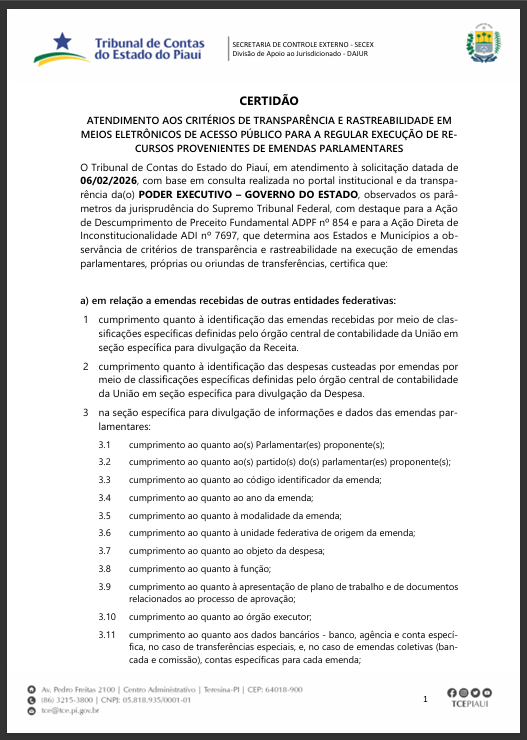 Tribunal de Contas
do Estado do Piauí
SECRETARIA DE CONTROLE EXTERNO - SECEX
Divisão de Apoio ao Jurisdicionado - DAJUR
CERTIDÃO
ATENDIMENTO AOS CRITÉRIOS DE TRANSPARÊNCIA E RASTREABILIDADE EM
MEIOS ELETRÔNICOS DE ACESSO PÚBLICO PARA A REGULAR EXECUÇÃO DE RE-
CURSOS PROVENIENTES DE EMENDAS PARLAMENTARES
O Tribunal de Contas do Estado do Piauí, em atendimento à solicitação datada de
06/02/2026, com base em consulta realizada no portal institucional e da transpa-
rência da(o) PODER EXECUTIVO – GOVERNO DO ESTADO, observados os parâ-
metros da jurisprudência do Supremo Tribunal Federal, com destaque para a Ação
de Descumprimento de Preceito Fundamental ADPF nº 854 e para a Ação Direta de
Inconstitucionalidade ADI nº 7697, que determina aos Estados e Municípios a ob-
servância de critérios de transparência e rastreabilidade na execução de emendas
parlamentares, próprias ou oriundas de transferências, certifica que:
a) em relação a emendas recebidas de outras entidades federativas:
1 cumprimento quanto à identificação das emendas recebidas por meio de clas-
sificações específicas definidas pelo órgão central de contabilidade da União em
seção específica para divulgação da Receita.
2 cumprimento quanto à identificação das despesas custeadas por emendas por
meio de classificações específicas definidas pelo órgão central de contabilidade
da União em seção específica para divulgação da Despesa.
3 na seção específica para divulgação de informações e dados das emendas par-
lamentares:
3.1 cumprimento ao quanto ao(s) Parlamentar(es) proponente(s);
3.2 cumprimento ao quanto ao(s) partido(s) do(s) parlamentar(es) proponente(s);
3.3 cumprimento ao quanto ao código identificador da emenda;
3.4 cumprimento ao quanto ao ano da emenda;
3.5 cumprimento ao quanto à modalidade da emenda;
3.6 cumprimento ao quanto à unidade federativa de origem da emenda;
3.7 cumprimento ao quanto ao objeto da despesa;
3.8 cumprimento ao quanto à função;
3.9 cumprimento ao quanto à apresentação de plano de trabalho e de documentos
relacionados ao processo de aprovação;
3.10 cumprimento ao quanto ao órgão executor;
3.11 cumprimento ao quanto aos dados bancários - banco, agência e conta especí-
fica, no caso de transferências especiais, e, no caso de emendas coletivas (ban-
cada e comissão), contas específicas para cada emenda;
Av. Pedro Freitas 2100 | Centro Administrativo | Teresina-PI | CEP: 64018-900
(86) 3215-3800 | CNPJ: 05.818.935/0001-01
tce@tce.pi.gov.br
1
TCEPIAUI